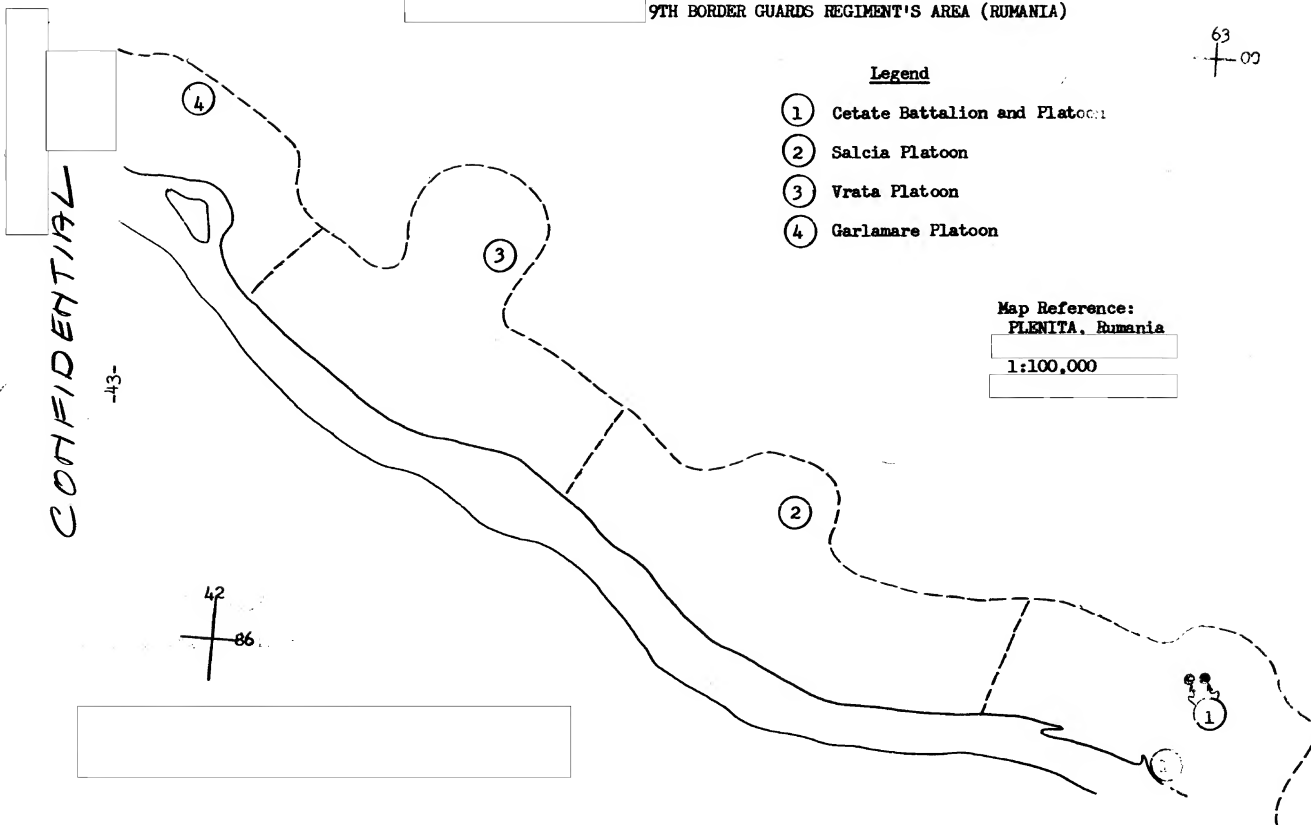 9TH BORDER GUARDS REGIMENT'S AREA (RUMANIA)
63
00
Legend
1 Cetate Battalion and Platoon
2 Salcia Platoon
3 Vrata Platoon
4 Garlamare Platoon
Map Reference:
PLENITA, Rumania
1:100,000
CONFIDENTIAL
-43-
4
3
2
1
42
86